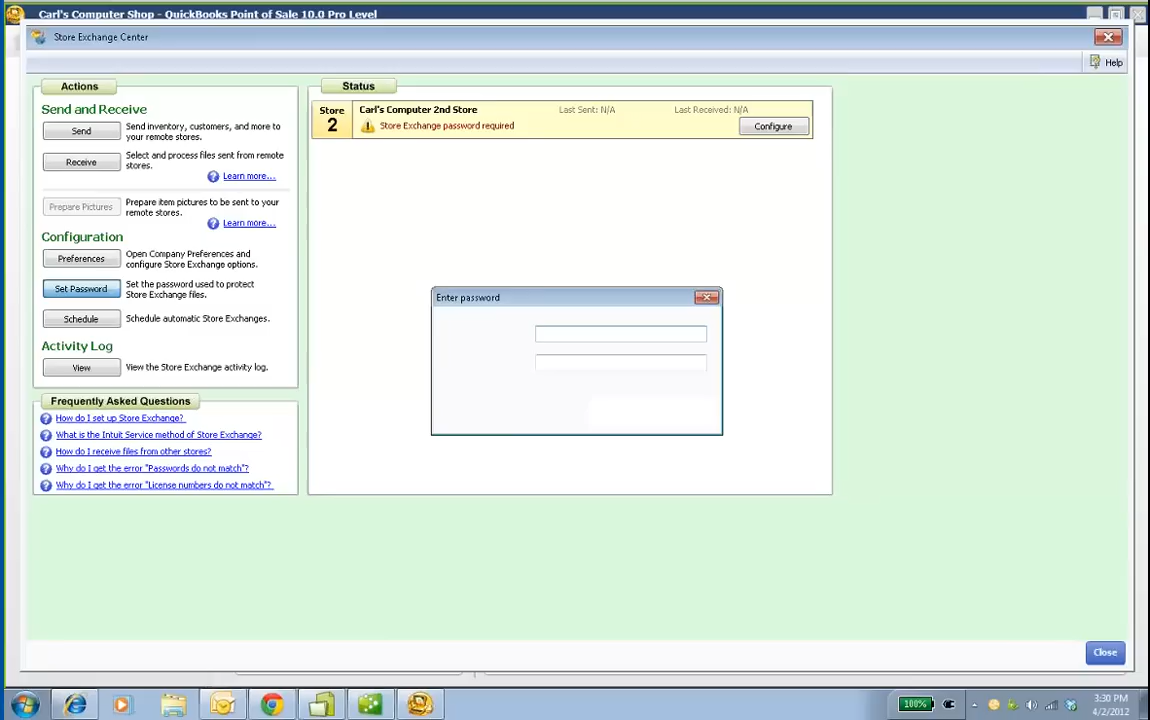 Carl's Computer Shop - QuickBooks Point of Sale 10.0 Pro Level
Store Exchange Center
Help
Actions
Send and Receive
Send
Send inventory, customers, and more to
your remote stores.
Receive
Select and process files sent from remote
stores.
Learn more...
Prepare Pictures
Prepare item pictures to be sent to your
remote stores.
Learn more...
Configuration
Preferences
Open Company Preferences and
configure Store Exchange options.
Set Password
Set the password used to protect
Store Exchange files.
Schedule
Schedule automatic Store Exchanges.
Activity Log
View
View the Store Exchange activity log.
Frequently Asked Questions
How do I set up Store Exchange?
What is the Intuit Service method of Store Exchange?
How do I receive files from other stores?
Why do I get the error "Passwords do not match"?
Why do I get the error "License numbers do not match"?
Status
Store
2
Carl's Computer 2nd Store
Last Sent: N/A
Last Received: N/A
Store Exchange password required
Configure
Enter password
Close
100%
3:30 PM
4/2/2012